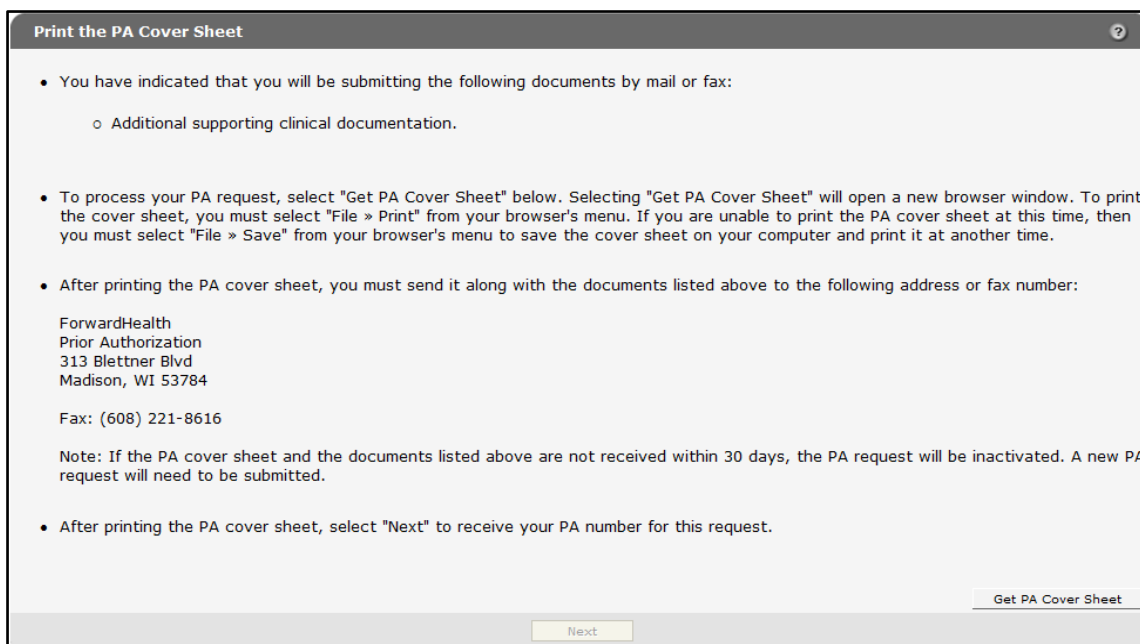 Print the PA Cover Sheet
?
• You have indicated that you will be submitting the following documents by mail or fax:
o Additional supporting clinical documentation.
• To process your PA request, select "Get PA Cover Sheet" below. Selecting "Get PA Cover Sheet" will open a new browser window. To print
the cover sheet, you must select "File » Print" from your browser's menu. If you are unable to print the PA cover sheet at this time, then
you must select "File » Save" from your browser's menu to save the cover sheet on your computer and print it at another time.
• After printing the PA cover sheet, you must send it along with the documents listed above to the following address or fax number:
ForwardHealth
Prior Authorization
313 Blettner Blvd
Madison, WI 53784
Fax: (608) 221-8616
Note: If the PA cover sheet and the documents listed above are not received within 30 days, the PA request will be inactivated. A new PA
request will need to be submitted.
• After printing the PA cover sheet, select "Next" to receive your PA number for this request.
Get PA Cover Sheet
Next